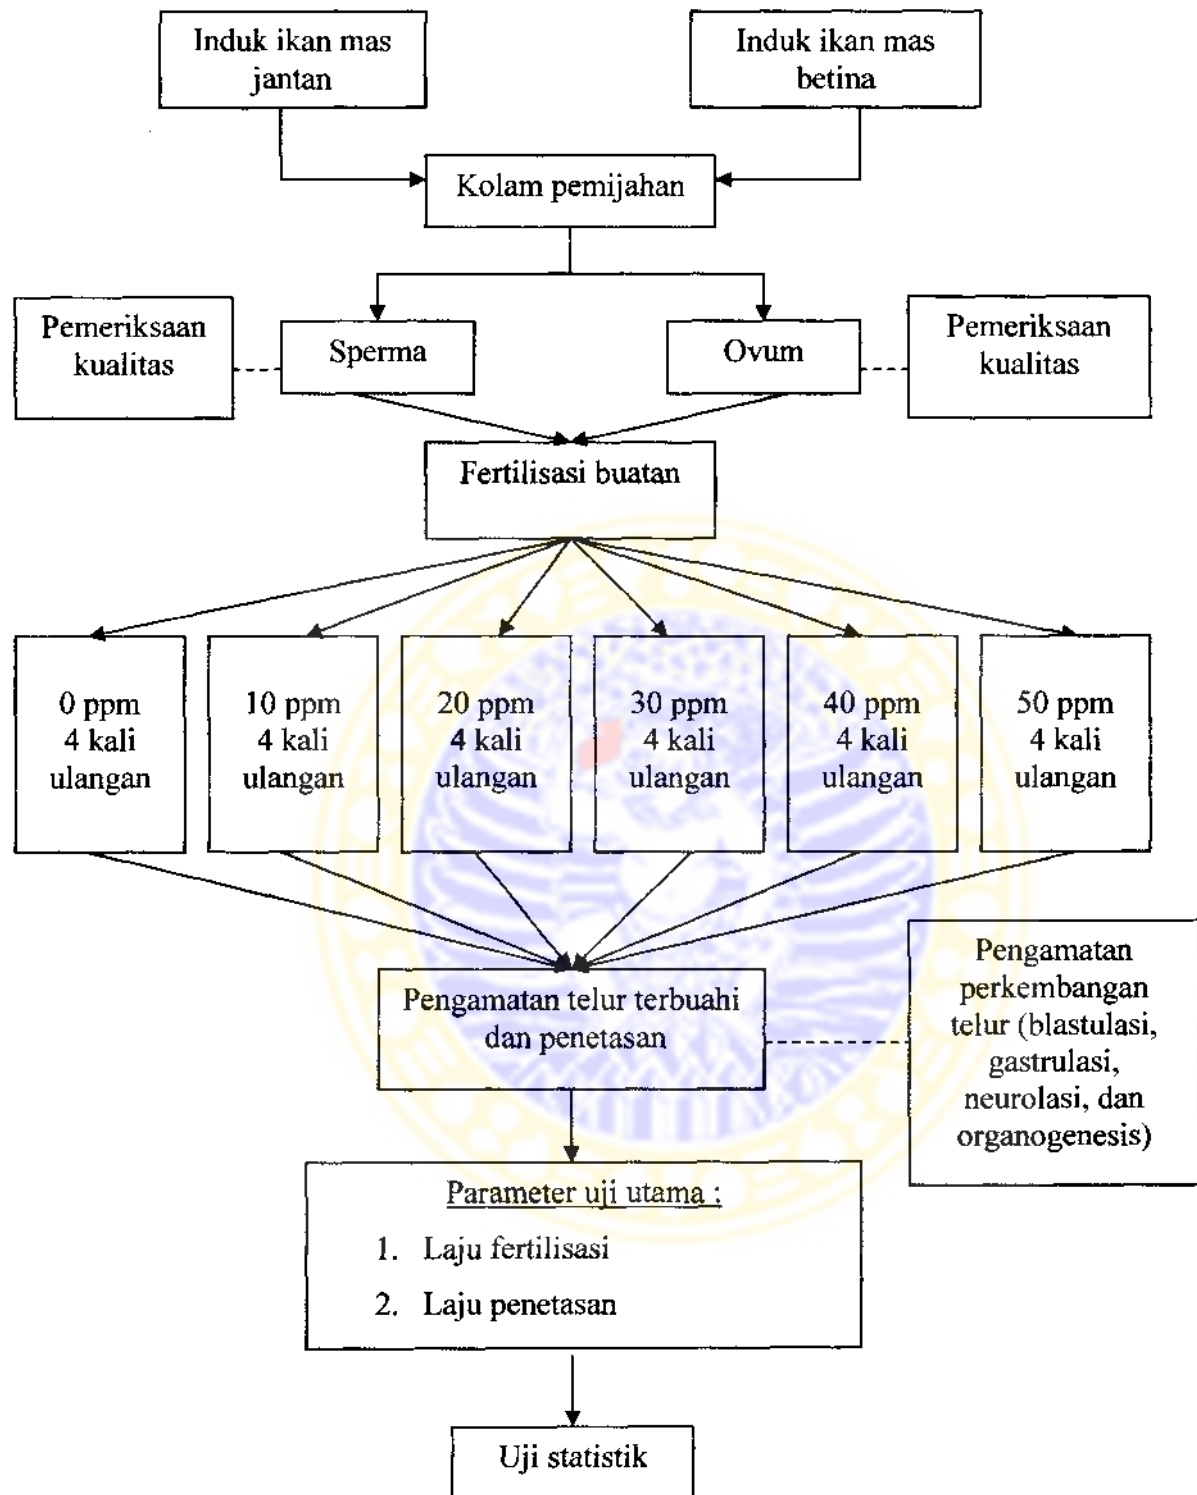 Induk ikan mas
jantan
Induk ikan mas
betina
Kolam pemijahan
Pemeriksaan
kualitas
Sperma
Ovum
Pemeriksaan
kualitas
Fertilisasi buatan
0 ppm
4 kali
ulangan
10 ppm
4 kali
ulangan
20 ppm
4 kali
ulangan
30 ppm
4 kali
ulangan
40 ppm
4 kali
ulangan
50 ppm
4 kali
ulangan
Pengamatan telur terbuahi
dan penetasan
Pengamatan
perkembangan
telur (blastulasi,
gastrulasi,
neurolasi, dan
organogenesis)
Parameter uji utama :
1. Laju fertilisasi
2. Laju penetasan
Uji statistik